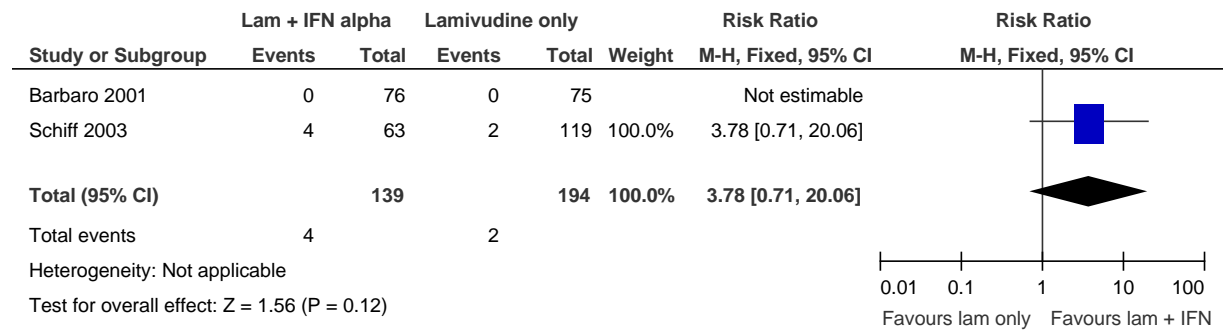 Lam + IFN alpha Lamivudine only Risk Ratio Risk Ratio
Study or Subgroup Events Total Events Total Weight M-H, Fixed, 95% CI M-H, Fixed, 95% CI
Barbaro 2001 0 76 0 75 Not estimable
Schiff 2003 4 63 2 119 100.0% 3.78 [0.71, 20.06]
Total (95% CI) 139 194 100.0% 3.78 [0.71, 20.06]
Total events 4 2
Heterogeneity: Not applicable
Test for overall effect: Z = 1.56 (P = 0.12)
0.01 0.1 1 10 100
Favours lam only Favours lam + IFN